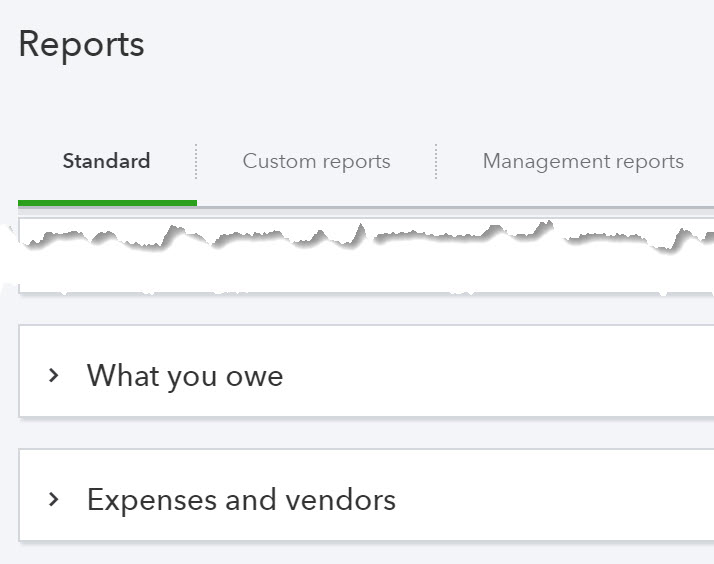 Reports
Standard Custom reports Management reports
What you owe
Expenses and vendors